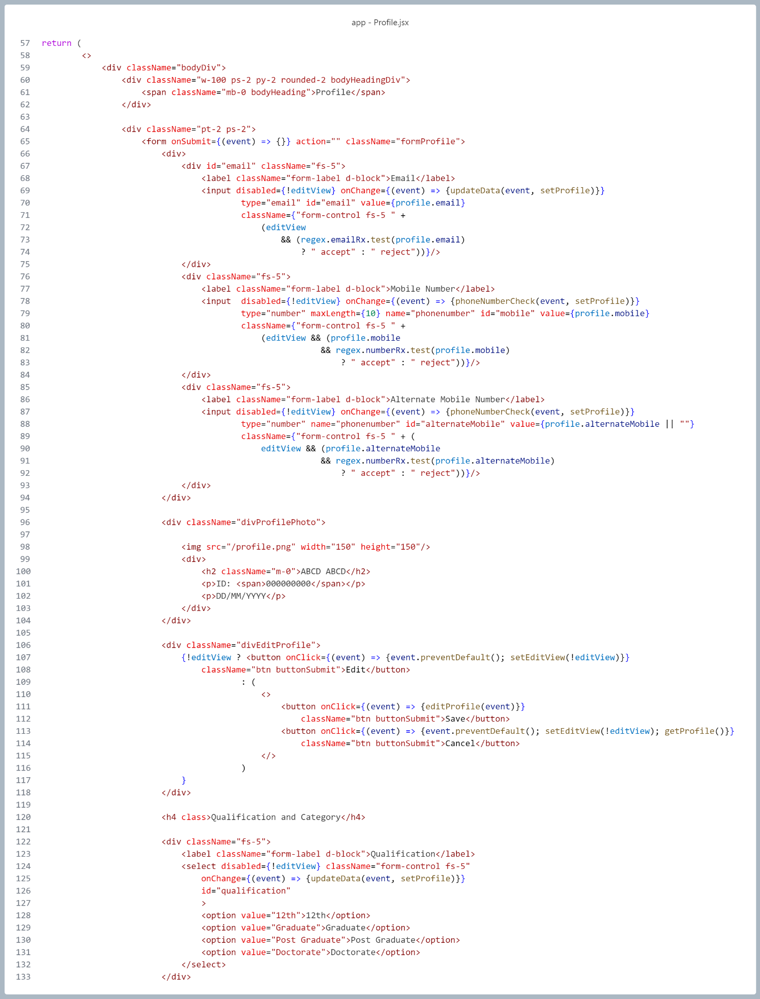 app - Profile.jsx
57 return (
58 <>
59 <div className="bodyDiv">
60 <div className="w-100 ps-2 py-2 rounded-2 bodyHeadingDiv">
61 <span className="mb-0 bodyHeading">Profile</span>
62 </div>
63
64 <div className="pt-2 ps-2">
65 <form onSubmit={(event) => {}} action="" className="formProfile">
66 <div>
67 <div id="email" className="fs-5">
68 <label className="form-label d-block">Email</label>
69 <input disabled={!editView} onChange={(event) => {updateData(event, setProfile)}}
70 type="email" id="email" value={profile.email}
71 className={"form-control fs-5 " +
72 (editView
73 && (regex.emailRx.test(profile.email)
74 ? " accept" : " reject"))}/>
75 </div>
76 <div className="fs-5">
77 <label className="form-label d-block">Mobile Number</label>
78 <input  disabled={!editView} onChange={(event) => {phoneNumberCheck(event, setProfile)}}
79 type="number" maxLength={10} name="phonenumber" id="mobile" value={profile.mobile}
80 className={"form-control fs-5 " +
81 (editView && (profile.mobile
82 && regex.numberRx.test(profile.mobile)
83 ? " accept" : " reject"))}/>
84 </div>
85 <div className="fs-5">
86 <label className="form-label d-block">Alternate Mobile Number</label>
87 <input disabled={!editView} onChange={(event) => {phoneNumberCheck(event, setProfile)}}
88 type="number" name="phonenumber" id="alternateMobile" value={profile.alternateMobile || ""}
89 className={"form-control fs-5 " + (
90 editView && (profile.alternateMobile
91 && regex.numberRx.test(profile.alternateMobile)
92 ? " accept" : " reject"))}/>
93 </div>
94 </div>
95
96 <div className="divProfilePhoto">
97
98 <img src="/profile.png" width="150" height="150"/>
99 <div>
100 <h2 className="m-0">ABCD ABCD</h2>
101 <p>ID: <span>000000000</span></p>
102 <p>DD/MM/YYYY</p>
103 </div>
104 </div>
105
106 <div className="divEditProfile">
107 {!editView ? <button onClick={(event) => {event.preventDefault(); setEditView(!editView)}}
108 className="btn buttonSubmit">Edit</button>
109 : (
110 <>
111 <button onClick={(event) => {editProfile(event)}}
112 className="btn buttonSubmit">Save</button>
113 <button onClick={(event) => {event.preventDefault(); setEditView(!editView); getProfile()}}
114 className="btn buttonSubmit">Cancel</button>
115 </>
116 )
117 }
118 </div>
119
120 <h4 class>Qualification and Category</h4>
121
122 <div className="fs-5">
123 <label className="form-label d-block">Qualification</label>
124 <select disabled={!editView} className="form-control fs-5"
125 onChange={(event) => {updateData(event, setProfile)}}
126 id="qualification"
127 >
128 <option value="12th">12th</option>
129 <option value="Graduate">Graduate</option>
130 <option value="Post Graduate">Post Graduate</option>
131 <option value="Doctorate">Doctorate</option>
132 </select>
133 </div>